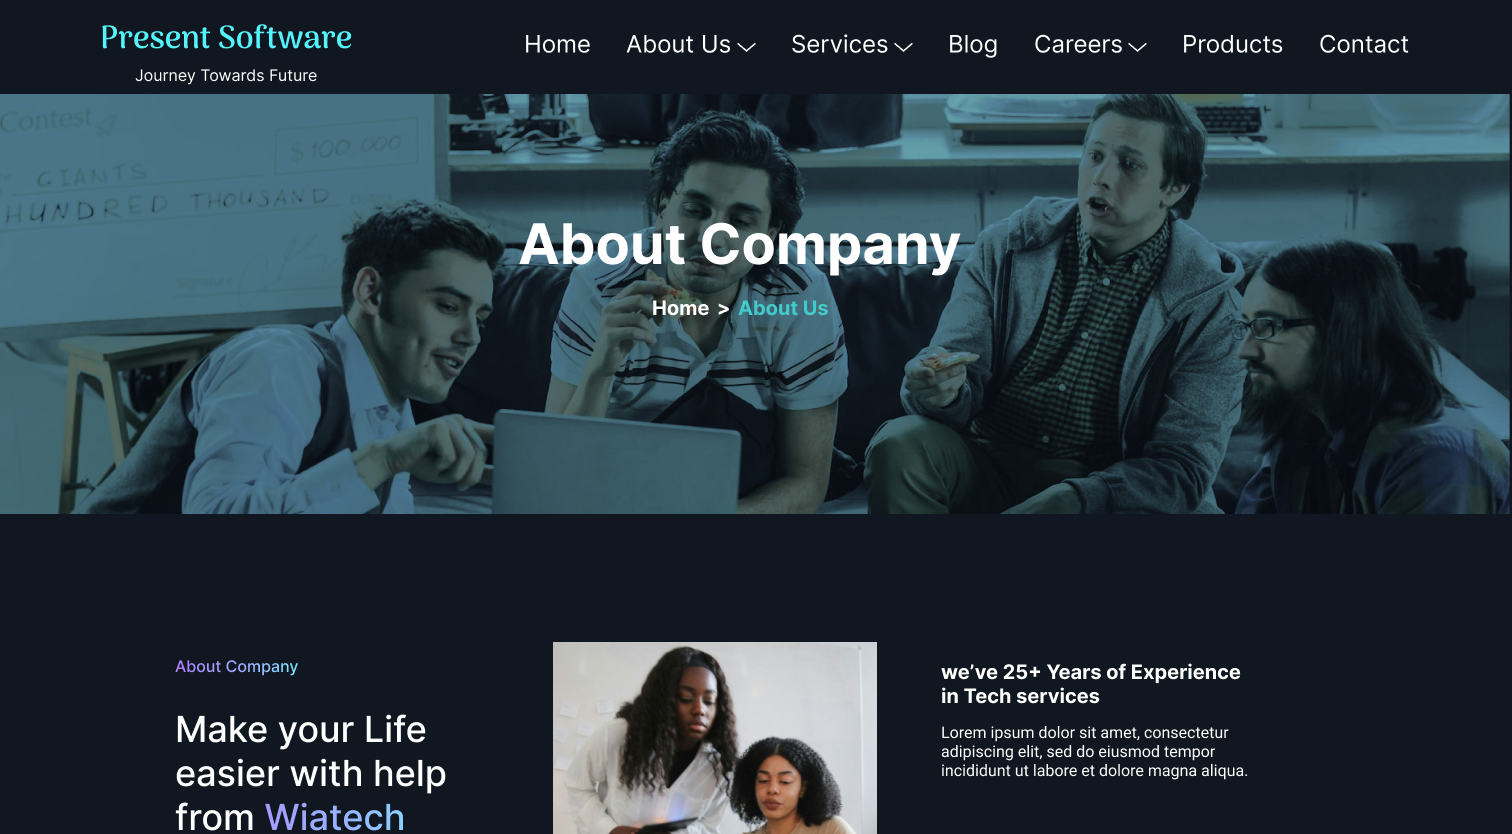 Present Software
Journey Towards Future
Home About Us Services Blog Careers Products Contact
Contest
$100 000
GIANTS
HUNDRED THOUSAND
Signature
About Company
Home > About Us
About Company
Make your Life
easier with help
from Wiatech
we’ve 25+ Years of Experience
in Tech services
Lorem ipsum dolor sit amet, consectetur
adipiscing elit, sed do eiusmod tempor
incididunt ut labore et dolore magna aliqua.